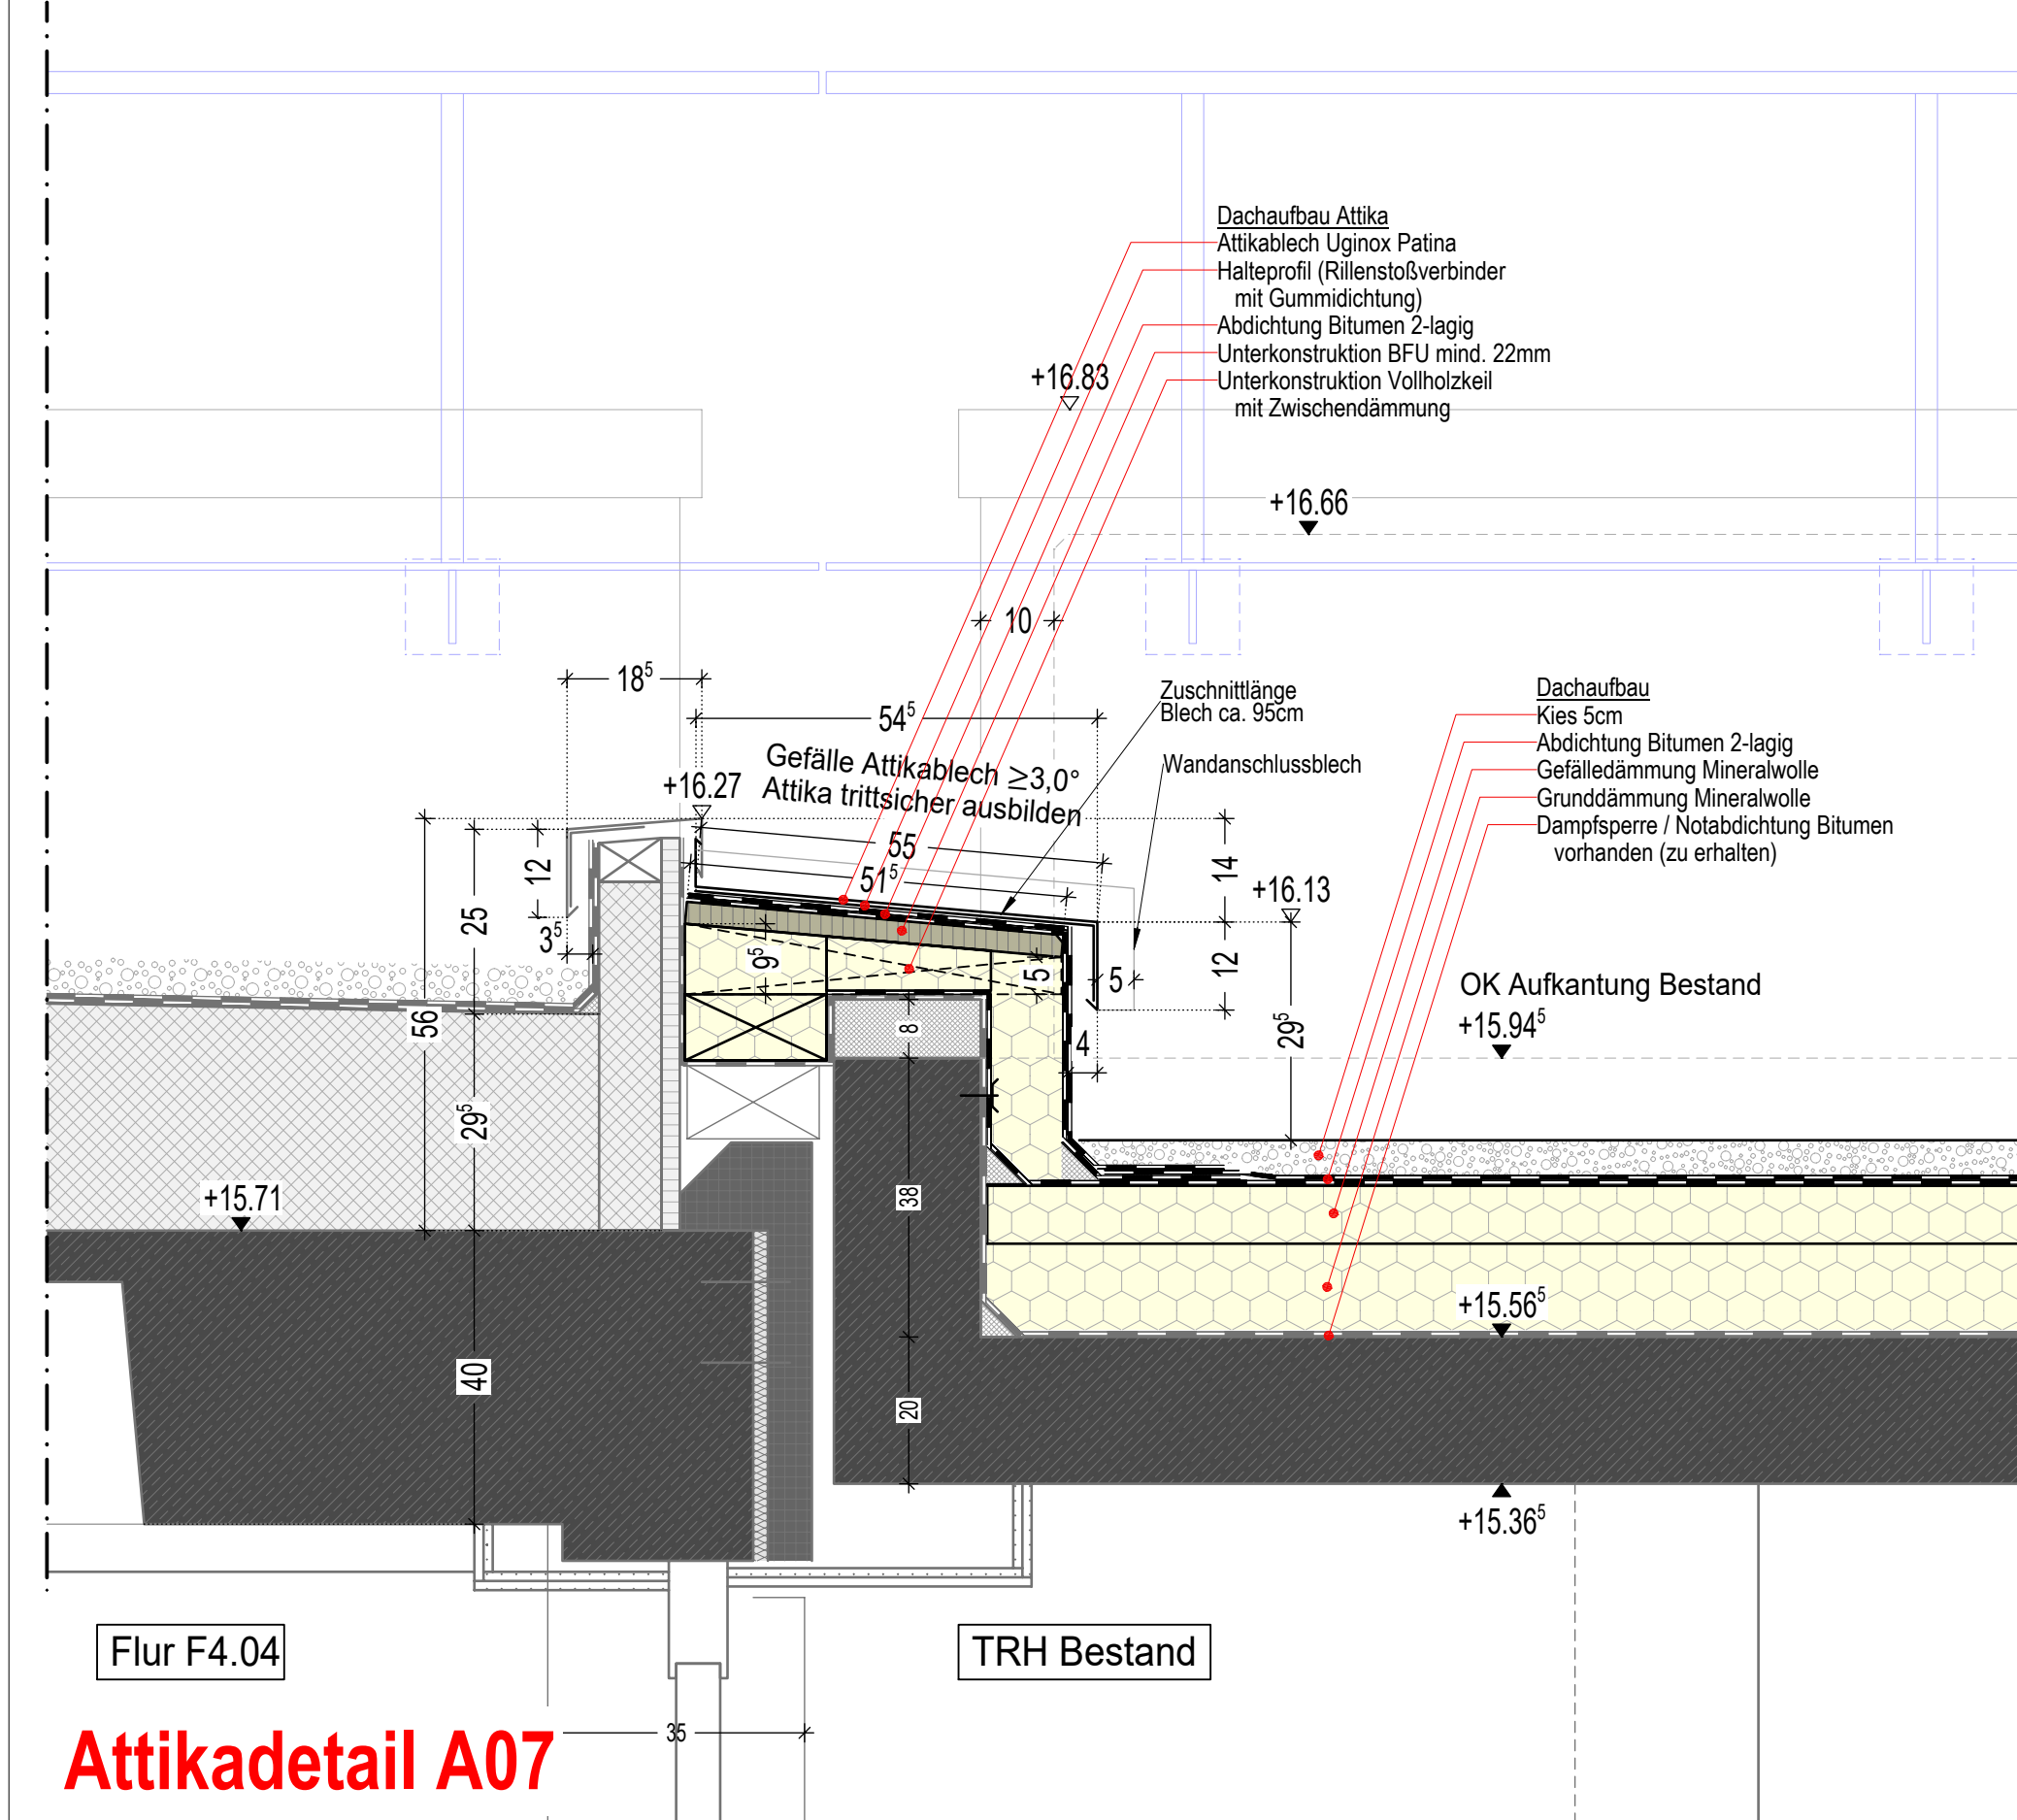 Dachaufbau Attika
Attikablech Uginox Patina
Halteprofil (Rillenstoßverbinder
mit Gummidichtung)
Abdichtung Bitumen 2-lagig
Unterkonstruktion BFU mind. 22mm
Unterkonstruktion Vollholzkeil
mit Zwischendämmung
+16.83
+16.66
10
18⁵
54⁵
Zuschnittlänge
Blech ca. 95cm
Wandanschlussblech
Dachaufbau
Kies 5cm
Abdichtung Bitumen 2-lagig
Gefälledämmung Mineralwolle
Grunddämmung Mineralwolle
Dampfsperre / Notabdichtung Bitumen
vorhanden (zu erhalten)
Gefälle Attikablech ≥3,0°
Attika trittsicher ausbilden
+16.27
55
51⁵
14
+16.13
12
25
3⁵
9⁵
5
5
12
56
8
4
29⁵
OK Aufkantung Bestand
+15.94⁵
29⁵
+15.71
38
+15.56⁵
40
20
+15.36⁵
Flur F4.04
TRH Bestand
35
Attikadetail A07